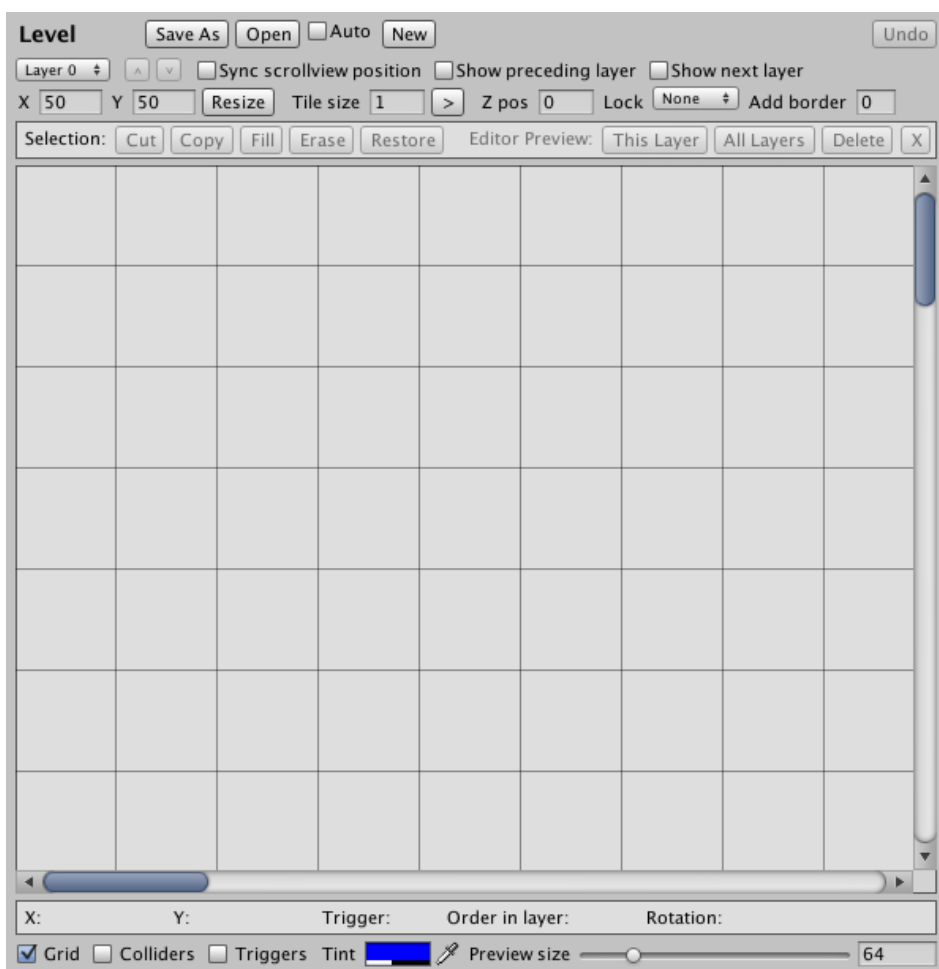 Level Save As Open Auto New Undo
Layer 0 ^ v Sync scrollview position Show preceding layer Show next layer
X 50 Y 50 Resize Tile size 1 > Z pos 0 Lock None Add border 0
Selection: Cut Copy Fill Erase Restore Editor Preview: This Layer All Layers Delete X
X: Y: Trigger: Order in layer: Rotation:
Grid Colliders Triggers Tint Preview size 64